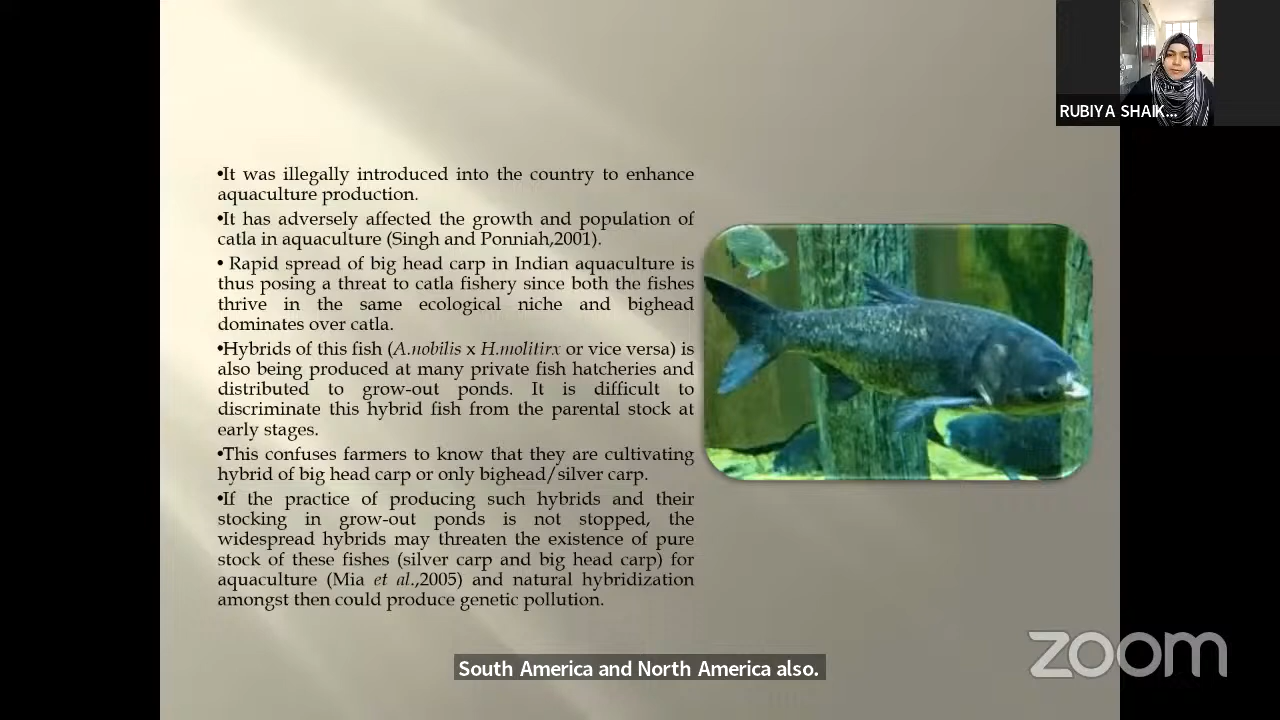 RUBIYA SHAIK...
•It was illegally introduced into the country to enhance
aquaculture production.
•It has adversely affected the growth and population of
catla in aquaculture (Singh and Ponniah,2001).
• Rapid spread of big head carp in Indian aquaculture is
thus posing a threat to catla fishery since both the fishes
thrive in the same ecological niche and bighead
dominates over catla.
•Hybrids of this fish (A.nobilis x H.molitirx or vice versa) is
also being produced at many private fish hatcheries and
distributed to grow-out ponds. It is difficult to
discriminate this hybrid fish from the parental stock at
early stages.
•This confuses farmers to know that they are cultivating
hybrid of big head carp or only bighead/silver carp.
•If the practice of producing such hybrids and their
stocking in grow-out ponds is not stopped, the
widespread hybrids may threaten the existence of pure
stock of these fishes (silver carp and big head carp) for
aquaculture (Mia et al.,2005) and natural hybridization
amongst then could produce genetic pollution.
South America and North America also.
zoom